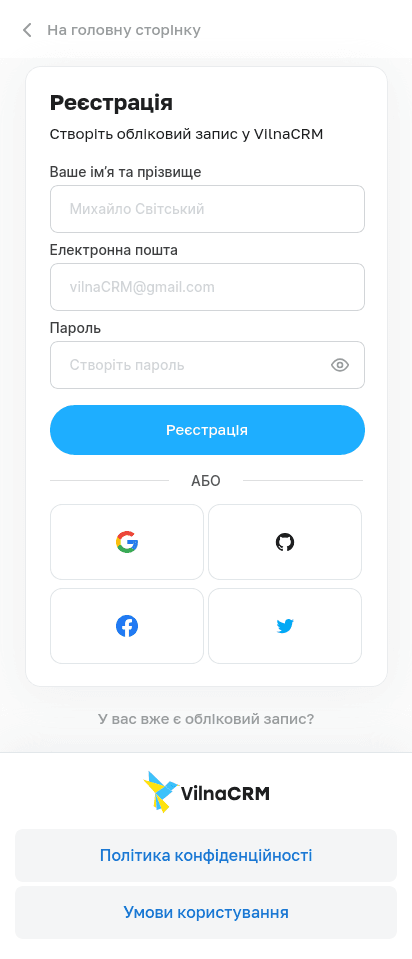 На головну сторінку
Реєстрація
Створіть обліковий запис у VilnaCRM
Ваше ім'я та прізвище
Михайло Світський
Електронна пошта
vilnaCRM@gmail.com
Пароль
Створіть пароль
Реєстрація
АБО
У вас вже є обліковий запис?
VilnaCRM
Політика конфіденційності
Умови користування